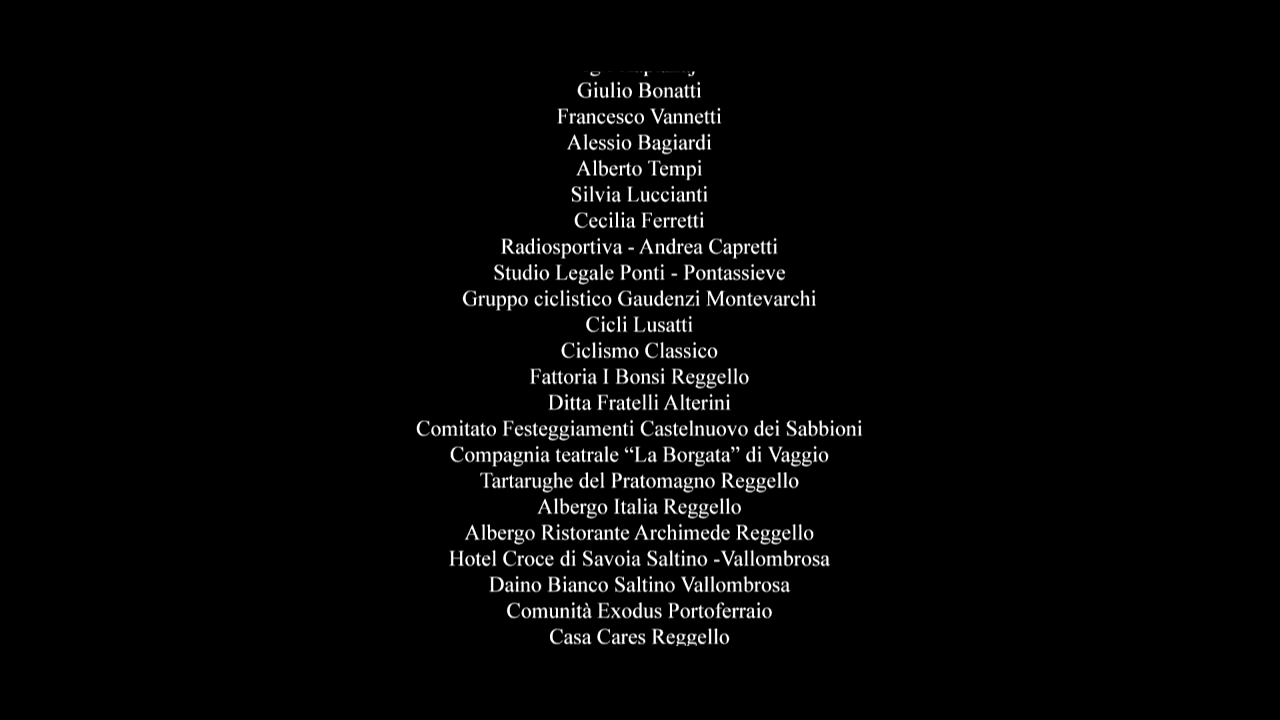 Giulio Bonatti
Francesco Vannetti
Alessio Bagiardi
Alberto Tempi
Silvia Luccianti
Cecilia Ferretti
Radiosportiva - Andrea Capretti
Studio Legale Ponti - Pontassieve
Gruppo ciclistico Gaudenzi Montevarchi
Cicli Lusatti
Ciclismo Classico
Fattoria I Bonsi Reggello
Ditta Fratelli Alterini
Comitato Festeggiamenti Castelnuovo dei Sabbioni
Compagnia teatrale “La Borgata” di Vaggio
Tartarughe del Pratomagno Reggello
Albergo Italia Reggello
Albergo Ristorante Archimede Reggello
Hotel Croce di Savoia Saltino -Vallombrosa
Daino Bianco Saltino Vallombrosa
Comunità Exodus Portoferraio
Casa Cares Reggello